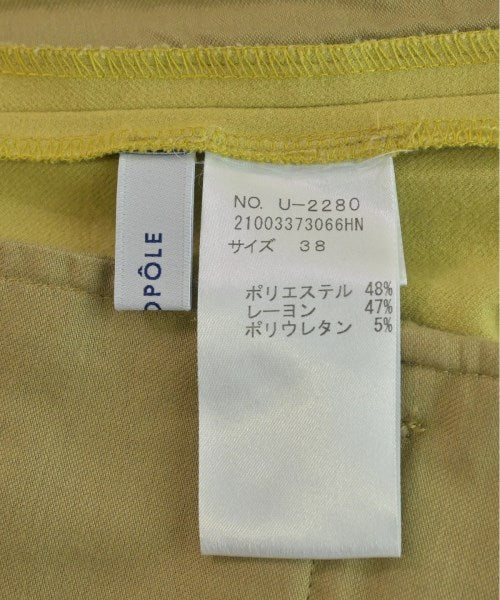 OPÔLE
NO. U-2280
21003373066HN
サイズ 38
ポリエステル 48%
レーヨン 47%
ポリウレタン 5%